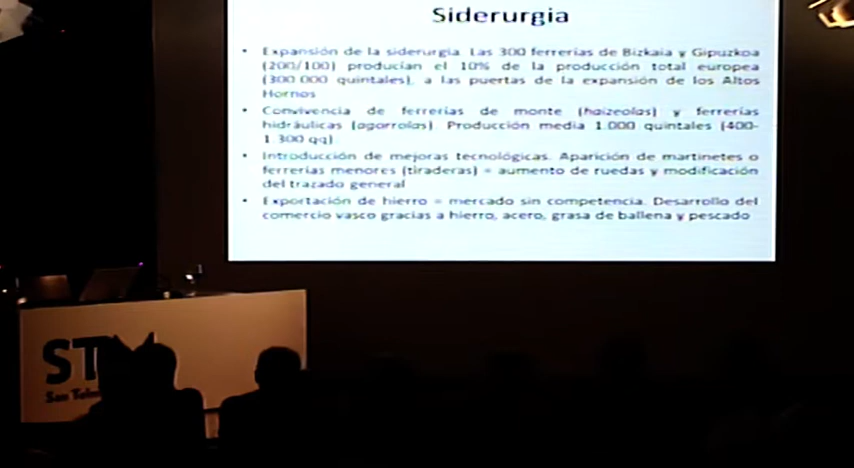 Siderurgia
• Expansión de la siderurgia. Las 300 ferrerías de Bizkaia y Gipuzkoa
(200/100) producían el 10% de la producción total europea
(300.000 quintales), a las puertas de la expansión de los Altos
Hornos
• Convivencia de ferrerías de monte (haizeolas) y ferrerías
hidráulicas (agorrolas). Producción media 1.000 quintales (400-
1.300 qq)
• Introducción de mejoras tecnológicas. Aparición de martinetes o
ferrerías menores (tiraderas) = aumento de ruedas y modificación
del trazado general
• Exportación de hierro = mercado sin competencia. Desarrollo del
comercio vasco gracias a hierro, acero, grasa de ballena y pescado
ST
San